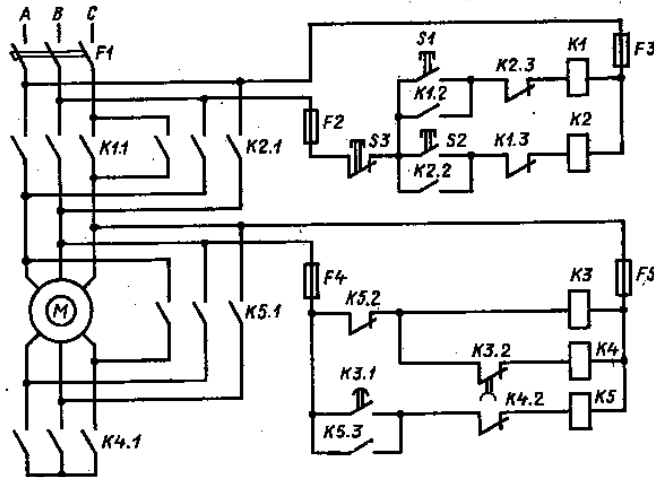 A B C
F1
S1
K2.3
K1
F3
K1.2
K2
F2
K1.1
K2.1
S3
S2
K1.3
K2.2
F4
K5.2
K3
F5
M
K5.1
K3.2
K4
K3.1
K4.2
K5
K5.3
K4.1